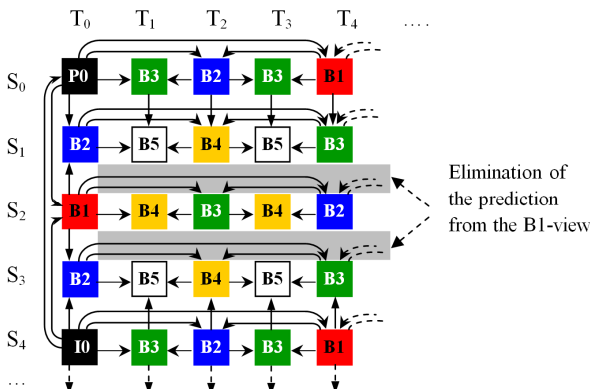 T0 T1 T2 T3 T4 ....
S0 P0 B3 B2 B3 B1
S1 B2 B5 B4 B5 B3
Elimination of
the prediction
from the B1-view
S2 B1 B4 B3 B4 B2
S3 B2 B5 B4 B5 B3
S4 I0 B3 B2 B3 B1
...